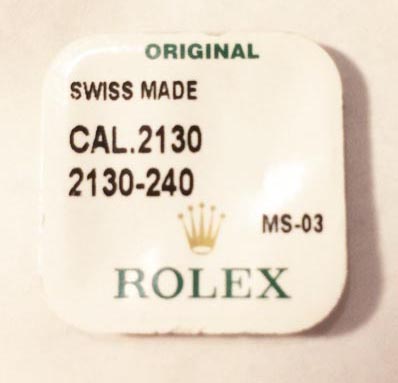 ORIGINAL
SWISS MADE
CAL.2130
2130-240
MS-03
ROLEX